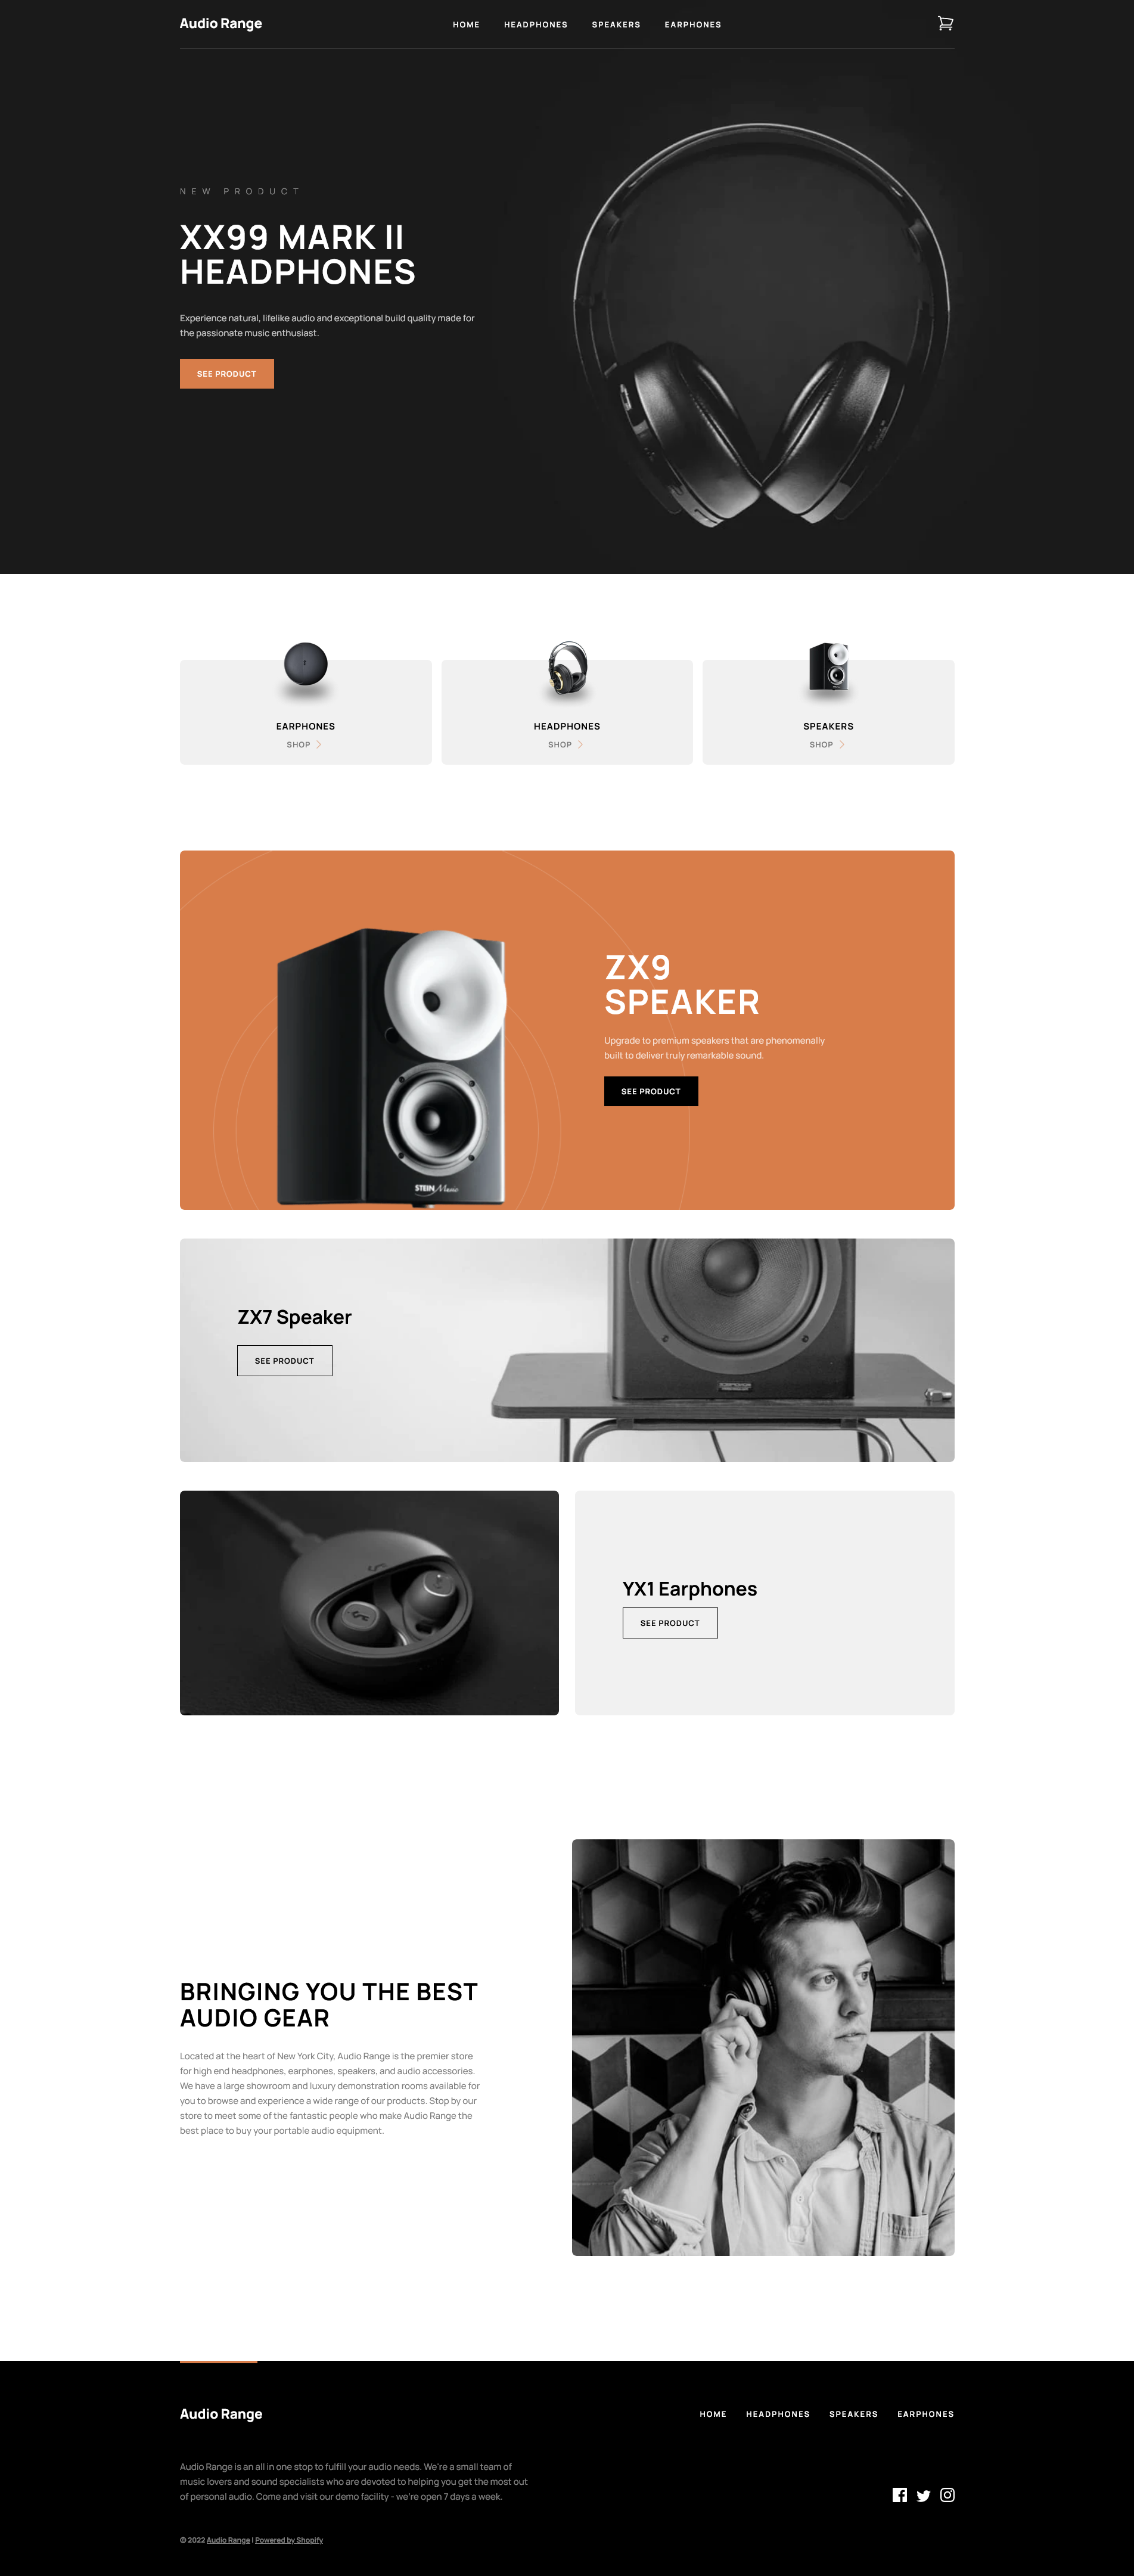 Audio Range
HOME HEADPHONES SPEAKERS EARPHONES
NEW PRODUCT
XX99 MARK II
HEADPHONES
Experience natural, lifelike audio and exceptional build quality made for
the passionate music enthusiast.
SEE PRODUCT
EARPHONES
SHOP
HEADPHONES
SHOP
SPEAKERS
SHOP
STEIN Music
ZX9
SPEAKER
Upgrade to premium speakers that are phenomenally
built to deliver truly remarkable sound.
SEE PRODUCT
ZX7 Speaker
SEE PRODUCT
YX1 Earphones
SEE PRODUCT
BRINGING YOU THE BEST
AUDIO GEAR
Located at the heart of New York City, Audio Range is the premier store
for high end headphones, earphones, speakers, and audio accessories.
We have a large showroom and luxury demonstration rooms available for
you to browse and experience a wide range of our products. Stop by our
store to meet some of the fantastic people who make Audio Range the
best place to buy your portable audio equipment.
Audio Range
HOME HEADPHONES SPEAKERS EARPHONES
Audio Range is an all in one stop to fulfill your audio needs. We're a small team of
music lovers and sound specialists who are devoted to helping you get the most out
of personal audio. Come and visit our demo facility - we're open 7 days a week.
© 2022 Audio Range | Powered by Shopify